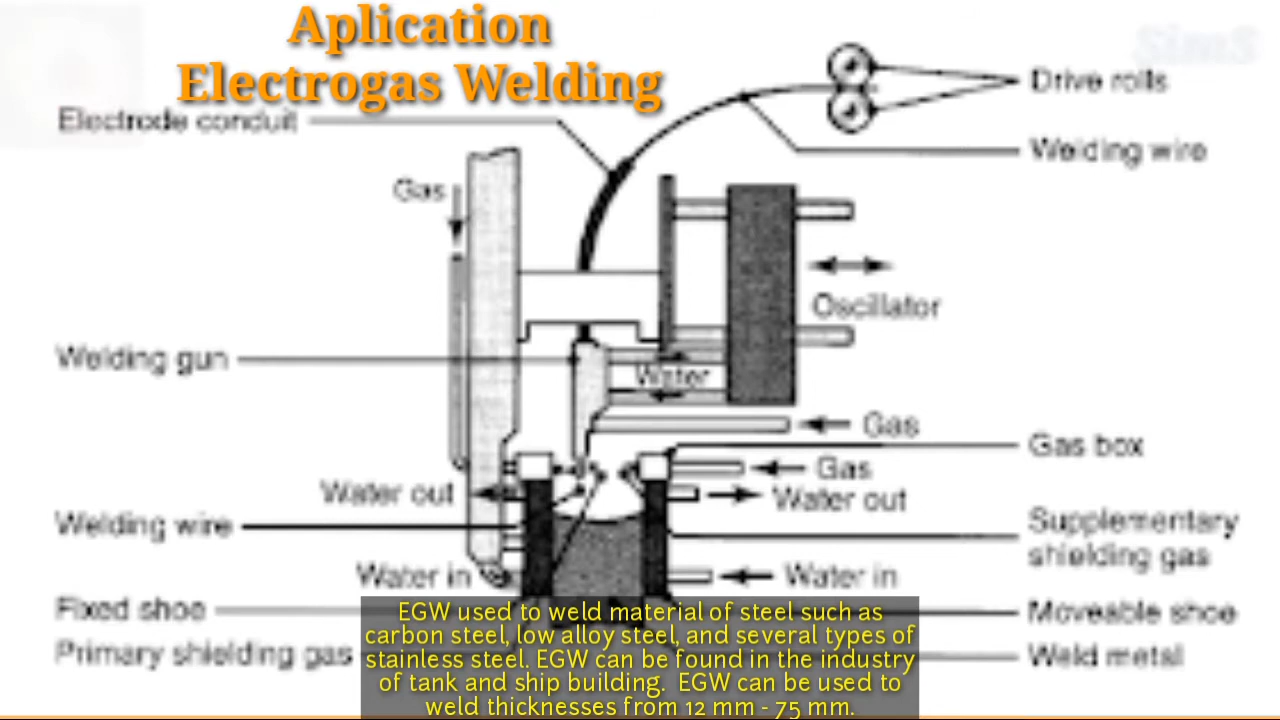 Aplication
Electrogas Welding
SimS
Drive rolls
Electrode conduit
Welding wire
Gas
Oscillator
Welding gun
Water
Gas
Gas box
Gas
Water out
Water out
Welding wire
Supplementary
shielding gas
Water in
Water in
Fixed shoe
Moveable shoe
Primary shielding gas
Weld metal
EGW used to weld material of steel such as
carbon steel, low alloy steel, and several types of
stainless steel. EGW can be found in the industry
of tank and ship building.  EGW can be used to
weld thicknesses from 12 mm - 75 mm.